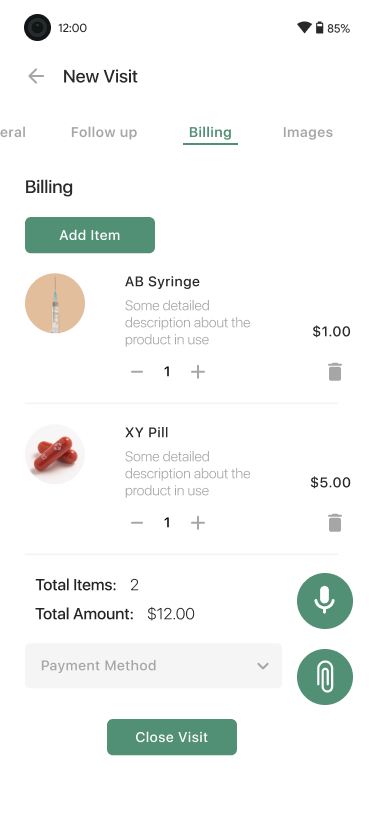 12:00
85%
New Visit
eral Follow up Billing Images
Billing
Add Item
AB Syringe
Some detailed
description about the
product in use
$1.00
1
XY Pill
Some detailed
description about the
product in use
$5.00
1
Total Items: 2
Total Amount: $12.00
Payment Method
Close Visit